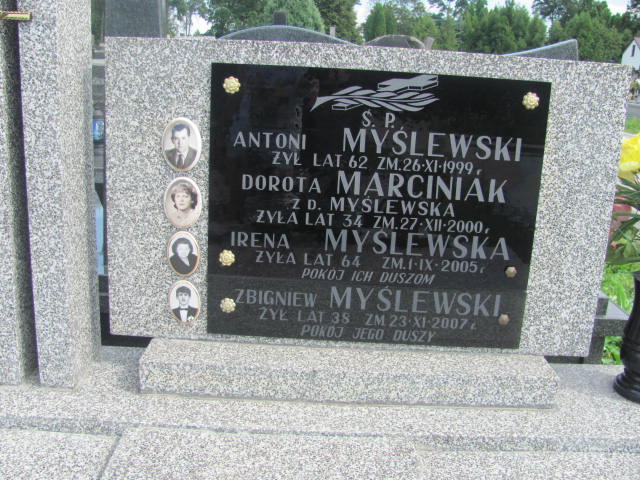 Ś. P.
ANTONI MYŚLEWSKI
ŻYŁ LAT 62 ZM. 26·XI·1999 r
DOROTA MARCINIAK
Z D. MYŚLEWSKA
ŻYŁA LAT 34 ZM. 27·XII·2000 r
IRENA MYŚLEWSKA
ŻYŁA LAT 64 ZM. 1·IX·2005 r
POKÓJ ICH DUSZOM
ZBIGNIEW MYŚLEWSKI
ŻYŁ LAT 38 ZM 23·XI·2007 r
POKÓJ JEGO DUSZY